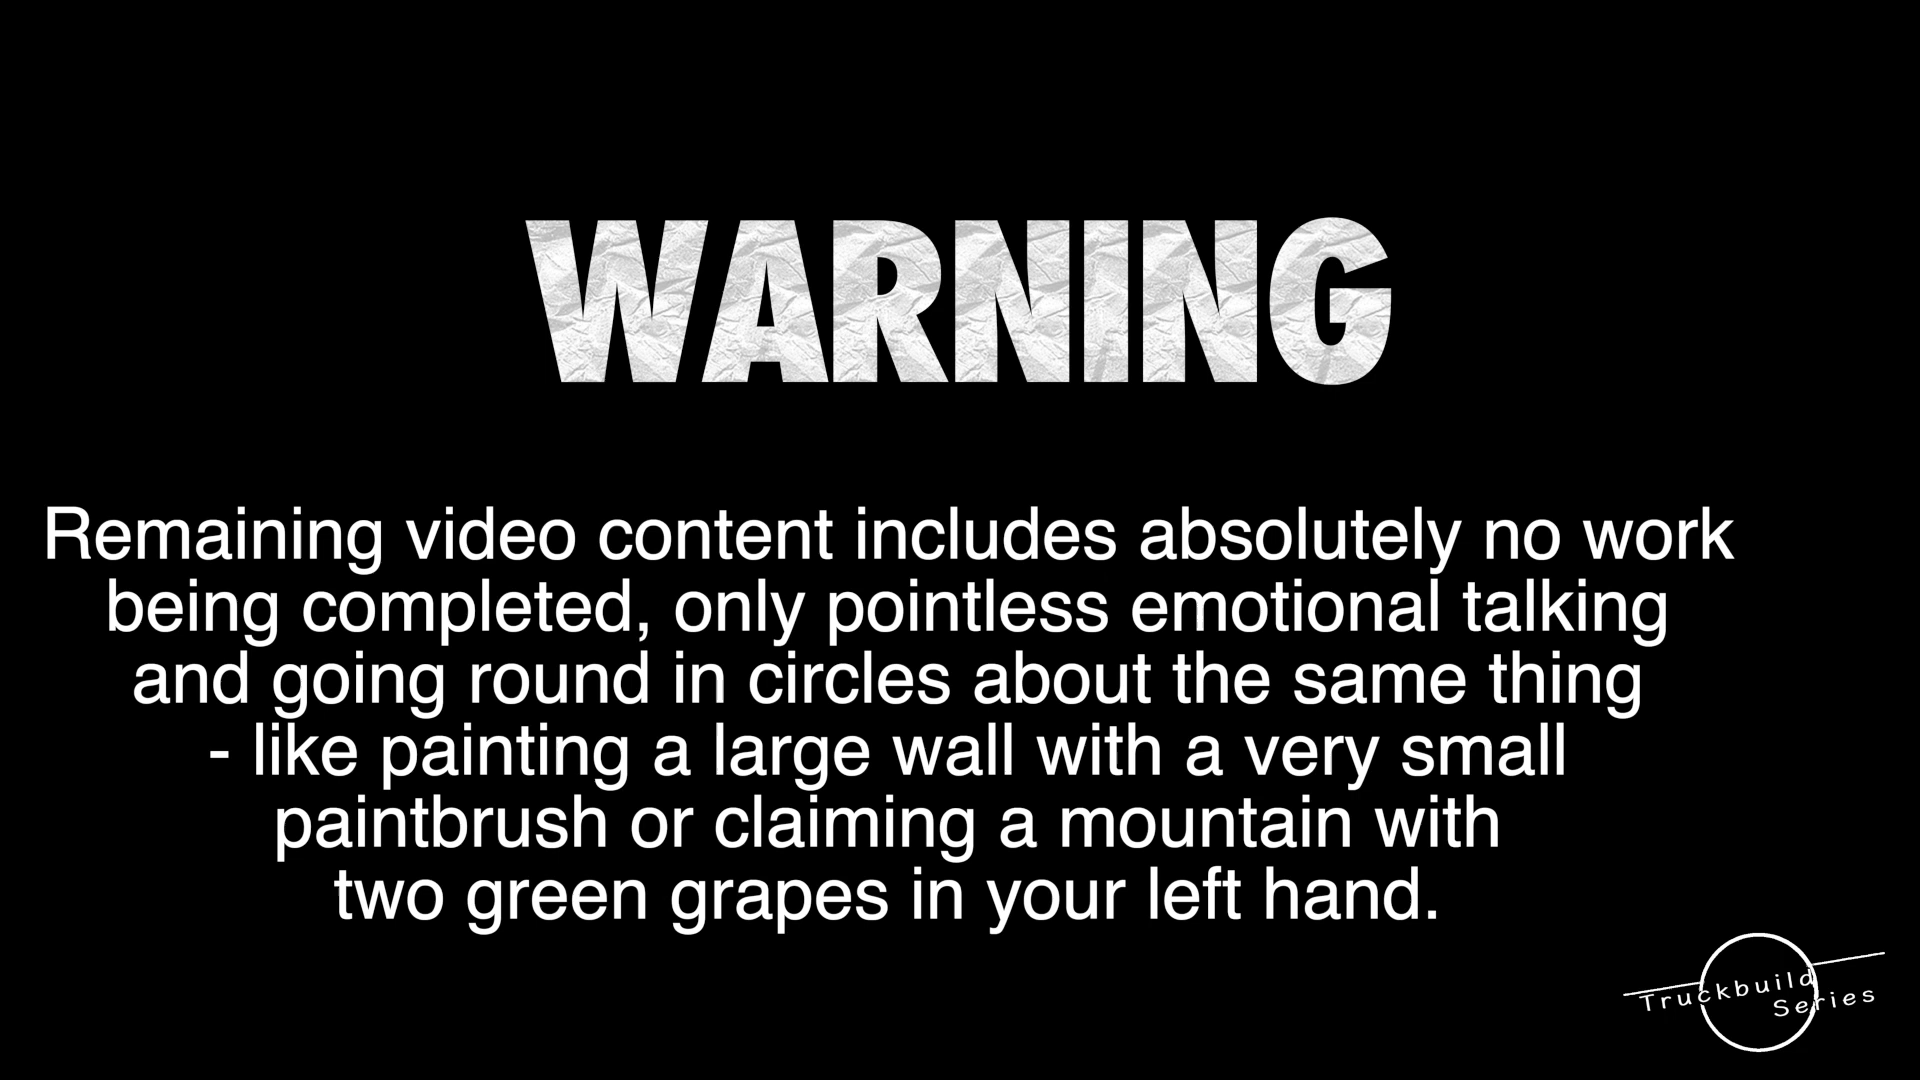 WARNING
Remaining video content includes absolutely no work
being completed, only pointless emotional talking
and going round in circles about the same thing
- like painting a large wall with a very small
paintbrush or claiming a mountain with
two green grapes in your left hand.
Truckbuild
Series